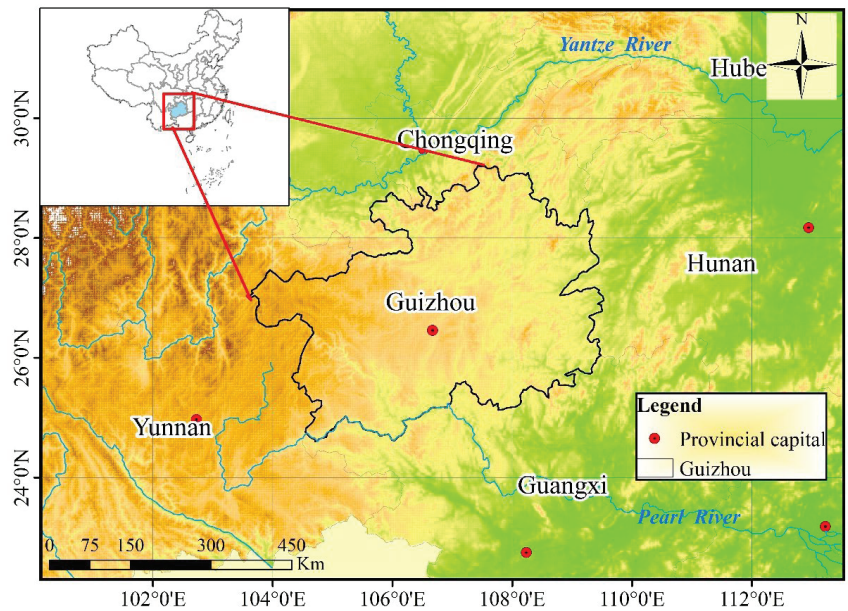 N
Yantze River
Hube
30°0'N
Chongqing
28°0'N
Hunan
Guizhou
26°0'N
Legend
Provincial capital
Guizhou
Yunnan
24°0'N
Guangxi
Pearl River
0 75 150 300 450
Km
102°0'E 104°0'E 106°0'E 108°0'E 110°0'E 112°0'E